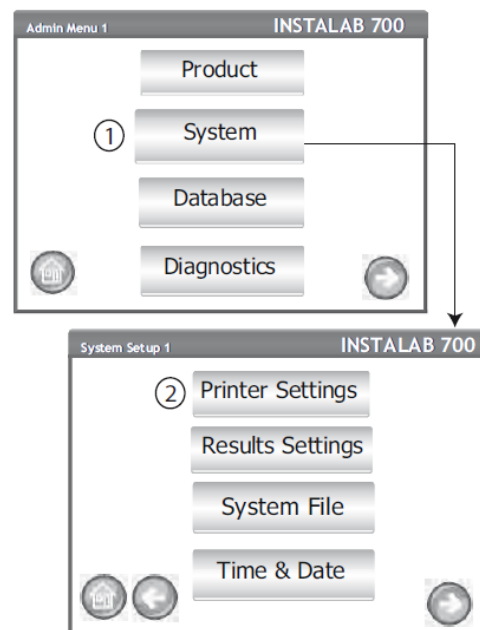 Admin Menu 1 INSTALAB 700
Product
① System
Database
Diagnostics
System Setup 1 INSTALAB 700
② Printer Settings
Results Settings
System File
Time & Date